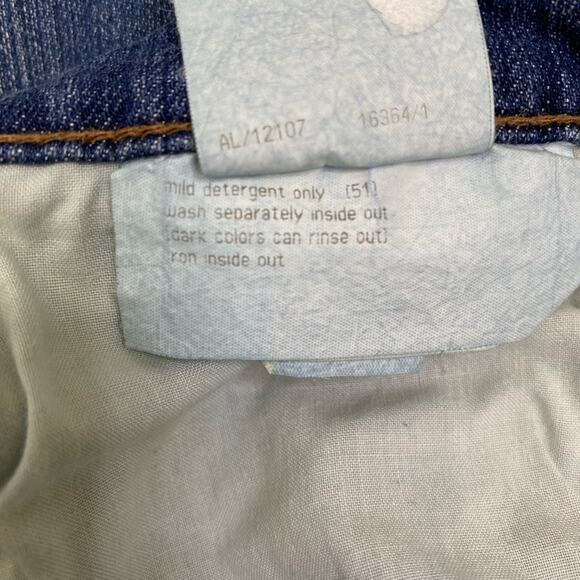 AL/12107 16364/1
mild detergent only [51]
wash separately inside out
[dark colors can rinse out]
iron inside out